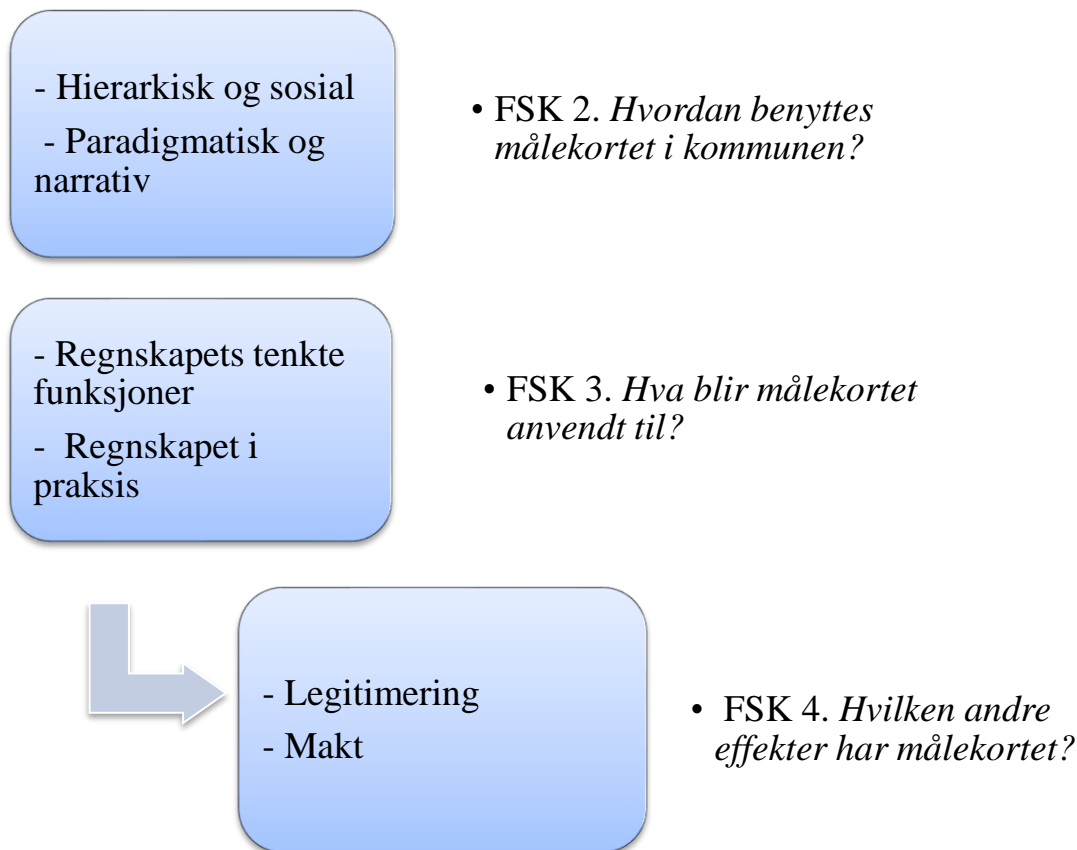 - Hierarkisk og sosial
- Paradigmatisk og
narrativ
• FSK 2. Hvordan benyttes
målekortet i kommunen?
- Regnskapets tenkte
funksjoner
- Regnskapet i
praksis
• FSK 3. Hva blir målekortet
anvendt til?
- Legitimering
- Makt
• FSK 4. Hvilken andre
effekter har målekortet?